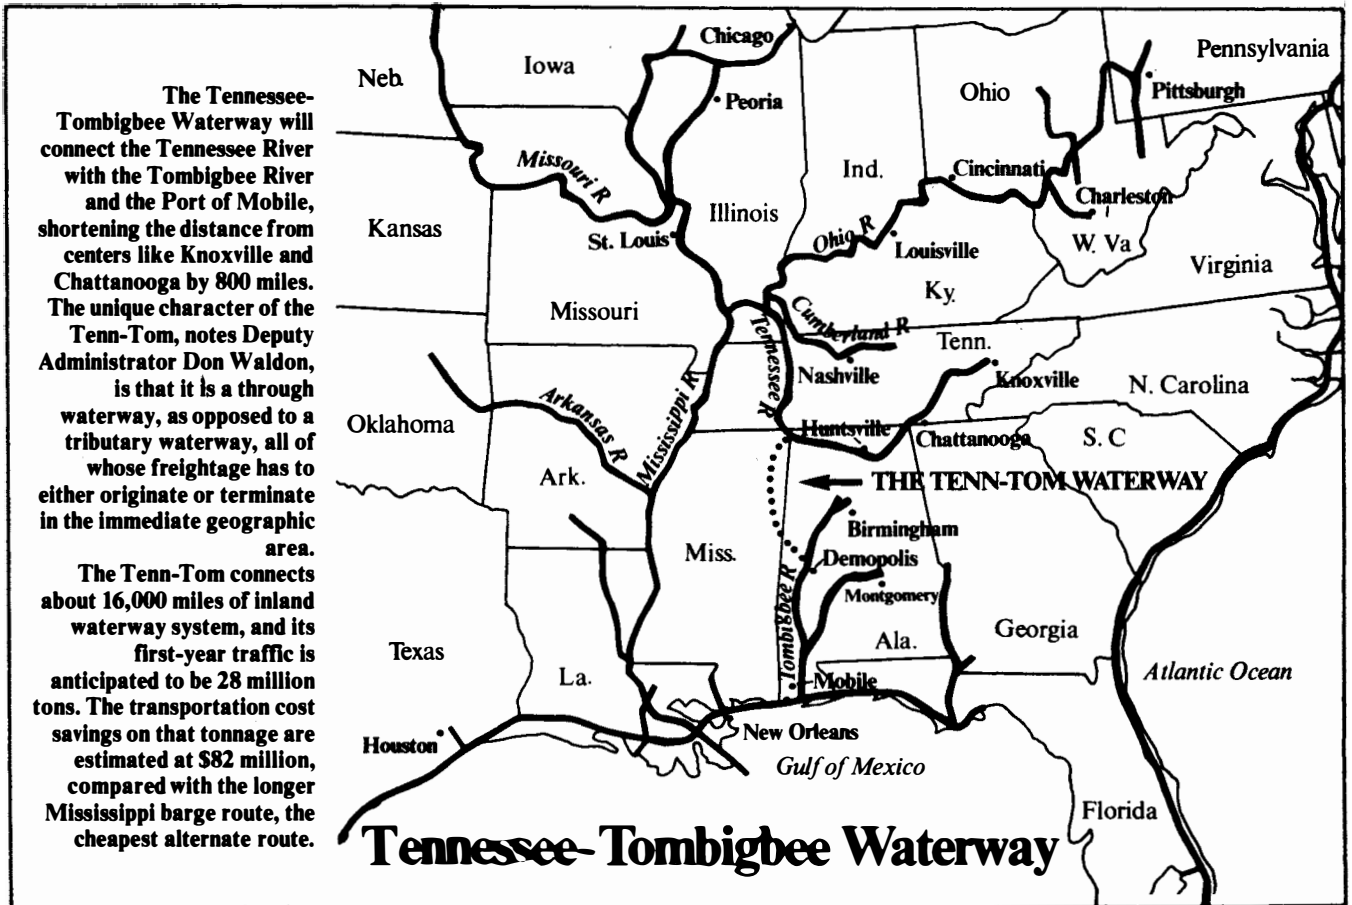 The Tennessee-
Tombigbee Waterway will
connect the Tennessee River
with the Tombigbee River
and the Port of Mobile,
shortening the distance from
centers like Knoxville and
Chattanooga by 800 miles.
The unique character of the
Tenn-Tom, notes Deputy
Administrator Don Waldon,
is that it is a through
waterway, as opposed to a
tributary waterway, all of
whose freightage has to
either originate or terminate
in the immediate geographic
area.
The Tenn-Tom connects
about 16,000 miles of inland
waterway system, and its
first-year traffic is
anticipated to be 28 million
tons. The transportation cost
savings on that tonnage are
estimated at $82 million,
compared with the longer
Mississippi barge route, the
cheapest alternate route.
Neb.
Iowa
Chicago
Peoria
Ohio
Pennsylvania
Pittsburgh
Missouri R
Ind.
Cincinnati
Charleston
Kansas
St. Louis
Illinois
Ohio R
Louisville
W. Va
Virginia
Missouri
Ky.
Cumberland R
Tennessee R
Tenn.
Nashville
Knoxville
N. Carolina
Oklahoma
Arkansas R
Mississippi R
Huntsville
Chattanooga
S. C
Ark.
THE TENN-TOM WATERWAY
Miss.
Birmingham
Demopolis
Montgomery
Tombigbee R
Ala.
Georgia
Texas
La.
Mobile
Atlantic Ocean
Houston
New Orleans
Gulf of Mexico
Florida
Tennessee-Tombigbee Waterway